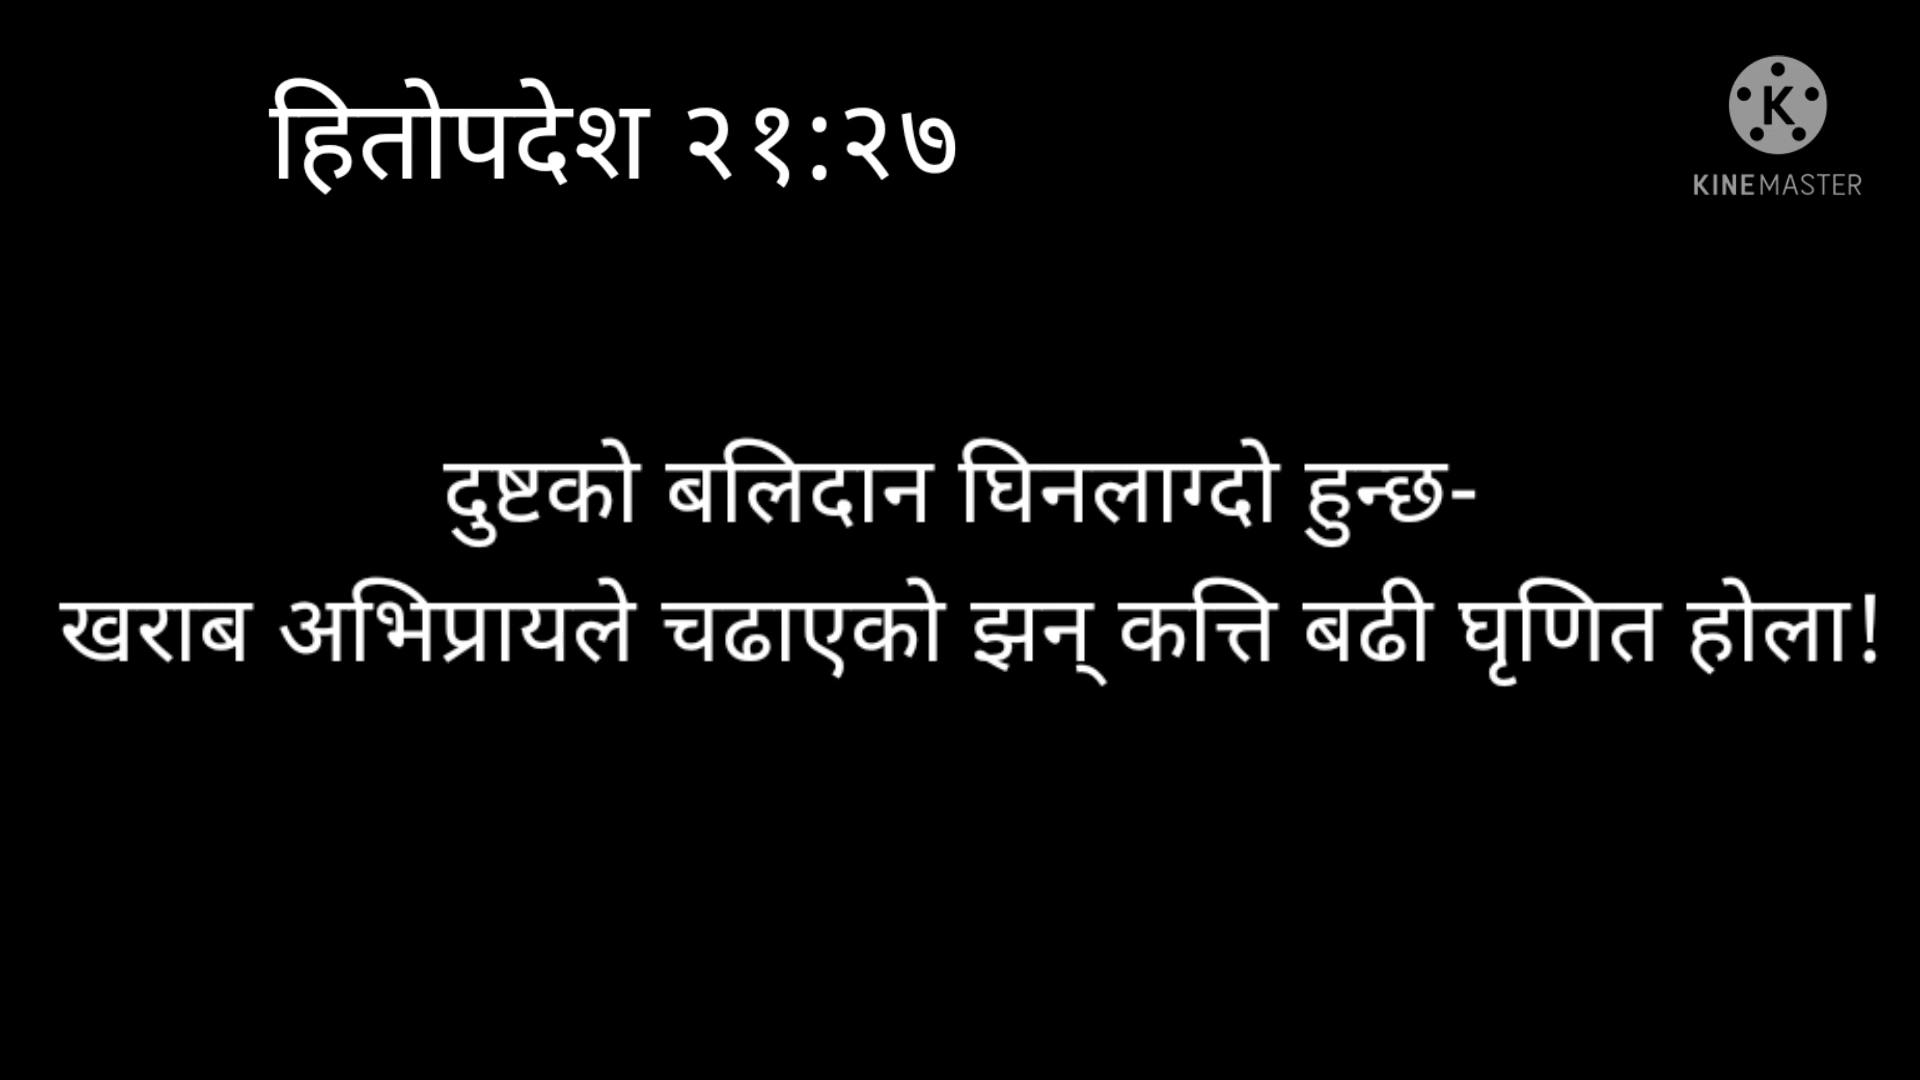 हितोपदेश २१:२७
K
KINEMASTER
दुष्टको बलिदान घिनलाग्दो हुन्छ-
खराब अभिप्रायले चढाएको झन् कत्ति बढी घृणित होला!